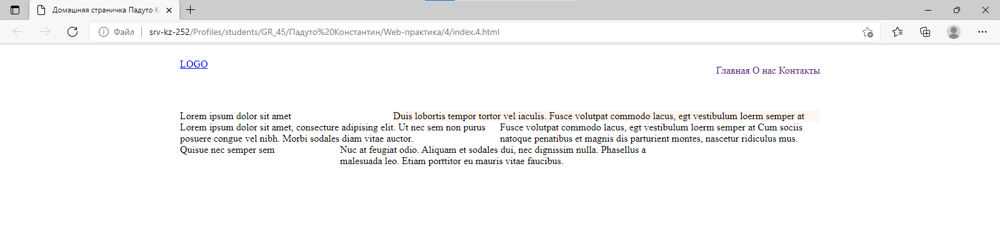 Домашняя страничка Падуто К
Файл srv-kz-252/Profiles/students/GR_45/Падуто%20Константин/Web-практика/4/index.4.html
LOGO
Главная О нас Контакты
Lorem ipsum dolor sit amet
Duis lobortis tempor tortor vel iaculis. Fusce volutpat commodo lacus, egt vestibulum loerm semper at
Lorem ipsum dolor sit amet, consecture adipising elit. Ut nec sem non purus
posuere congue vel nibh. Morbi sodales diam vitae auctor.
Fusce volutpat commodo lacus, egt vestibulum loerm semper at Cum sociis
natoque penatibus et magnis dis parturient montes, nascetur ridiculus mus.
Quisue nec semper sem
Nuc at feugiat odio. Aliquam et sodales dui, nec dignissim nulla. Phasellus a
malesuada leo. Etiam porttitor eu mauris vitae faucibus.